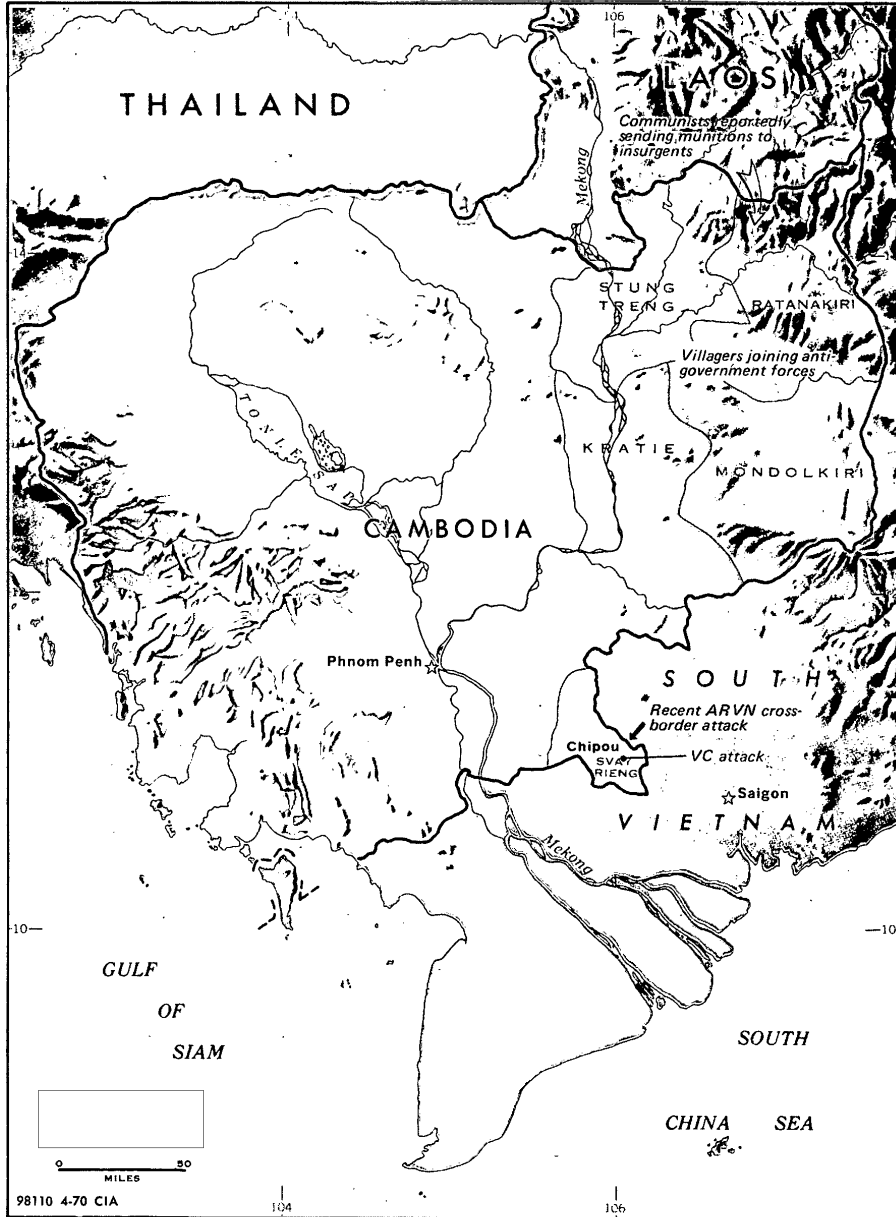 106
LAOS
THAILAND
Communists reportedly
sending munitions to
insurgents
Mekong
14
STUNG
TRENG
RATANAKIRI
Villagers joining anti-
government forces
TONLE SAP
KRATIE
MONDOLKIRI
CAMBODIA
Phnom Penh
SOUTH
Recent ARVN cross-
border attack
Chipou
VC attack
SVAY
RIENG
Saigon
VIETNAM
Mekong
10
10
GULF
OF
SIAM
SOUTH
CHINA SEA
0 50
MILES
98110 4-70 CIA
104
106